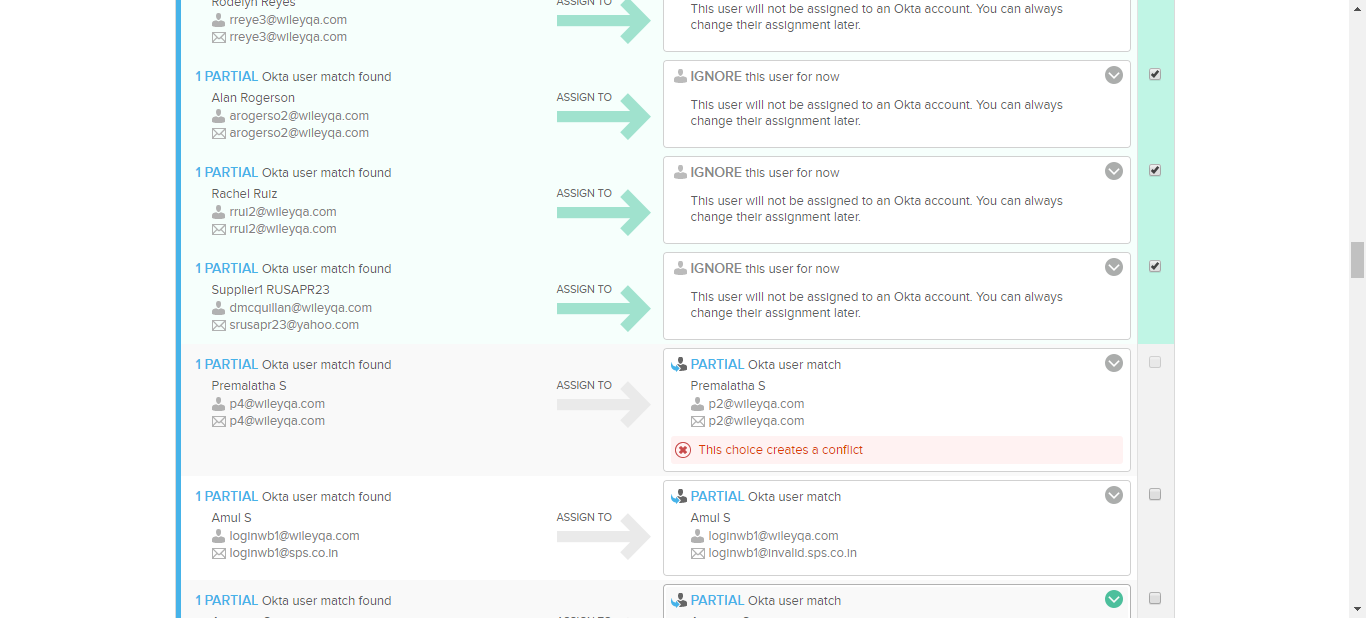 Rodelyn Reyes
rreye3@wileyqa.com
rreye3@wileyqa.com
ASSIGN TO
This user will not be assigned to an Okta account. You can always
change their assignment later.
1 PARTIAL Okta user match found
Alan Rogerson
arogerso2@wileyqa.com
arogerso2@wileyqa.com
ASSIGN TO
IGNORE this user for now
This user will not be assigned to an Okta account. You can always
change their assignment later.
1 PARTIAL Okta user match found
Rachel Ruiz
rrui2@wileyqa.com
rrui2@wileyqa.com
ASSIGN TO
IGNORE this user for now
This user will not be assigned to an Okta account. You can always
change their assignment later.
1 PARTIAL Okta user match found
Supplier1 RUSAPR23
dmcquillan@wileyqa.com
srusapr23@yahoo.com
ASSIGN TO
IGNORE this user for now
This user will not be assigned to an Okta account. You can always
change their assignment later.
1 PARTIAL Okta user match found
Premalatha S
p4@wileyqa.com
p4@wileyqa.com
ASSIGN TO
PARTIAL Okta user match
Premalatha S
p2@wileyqa.com
p2@wileyqa.com
This choice creates a conflict
1 PARTIAL Okta user match found
Amul S
loginwb1@wileyqa.com
loginwb1@sps.co.in
ASSIGN TO
PARTIAL Okta user match
Amul S
loginwb1@wileyqa.com
loginwb1@invalid.sps.co.in
1 PARTIAL Okta user match found
ASSIGN TO
PARTIAL Okta user match